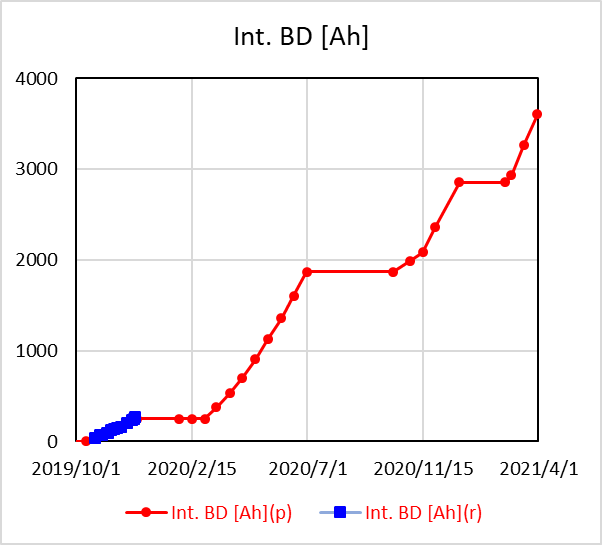 Int. BD [Ah]
4000
3000
2000
1000
0
2019/10/1 2020/2/15 2020/7/1 2020/11/15 2021/4/1
Int. BD [Ah](p) Int. BD [Ah](r)